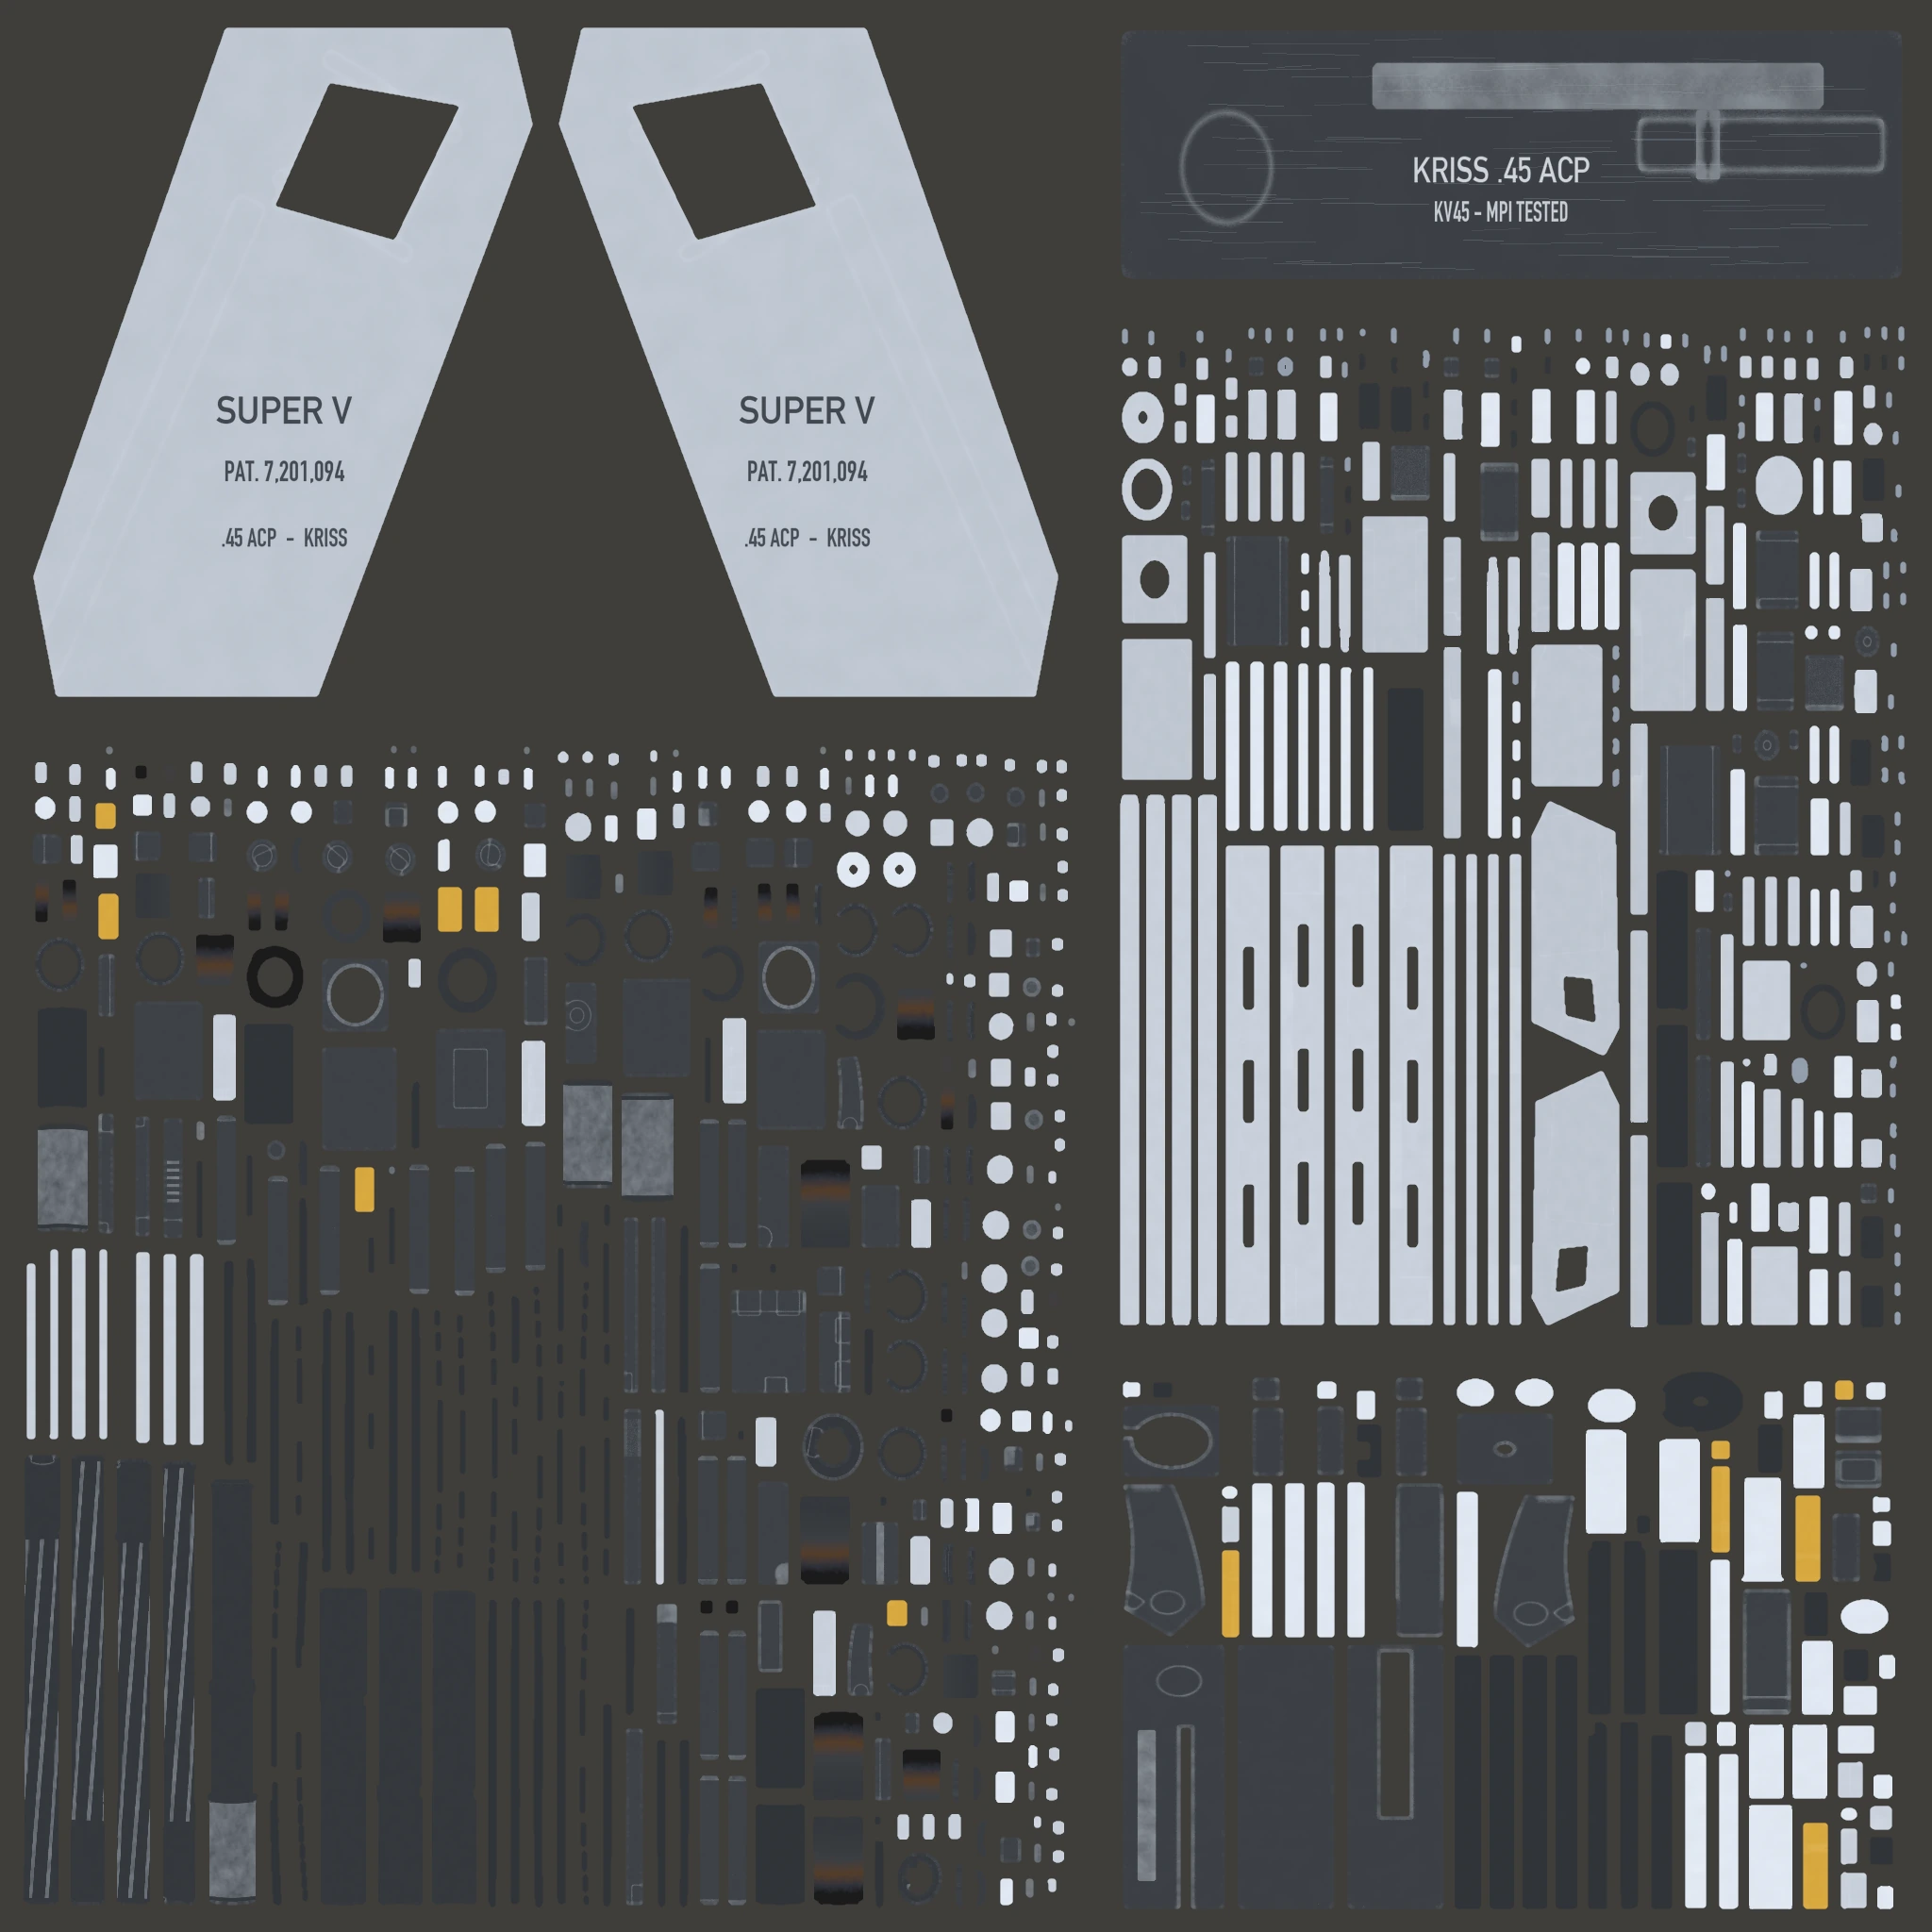 KRISS .45 ACP
KV45 - MPI TESTED
SUPER V
PAT. 7,201,094
.45 ACP - KRISS
SUPER V
PAT. 7,201,094
.45 ACP - KRISS